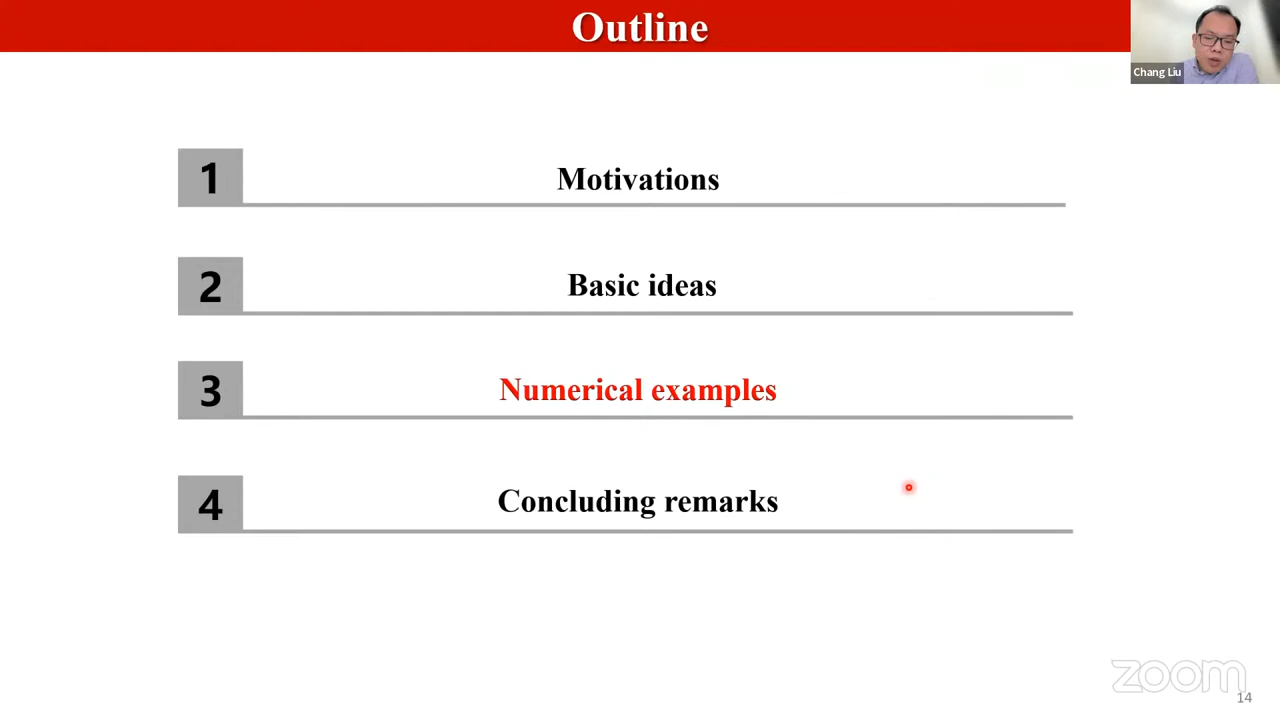 Outline
Chang Liu
1
Motivations
2
Basic ideas
3
Numerical examples
4
Concluding remarks
zoom
14